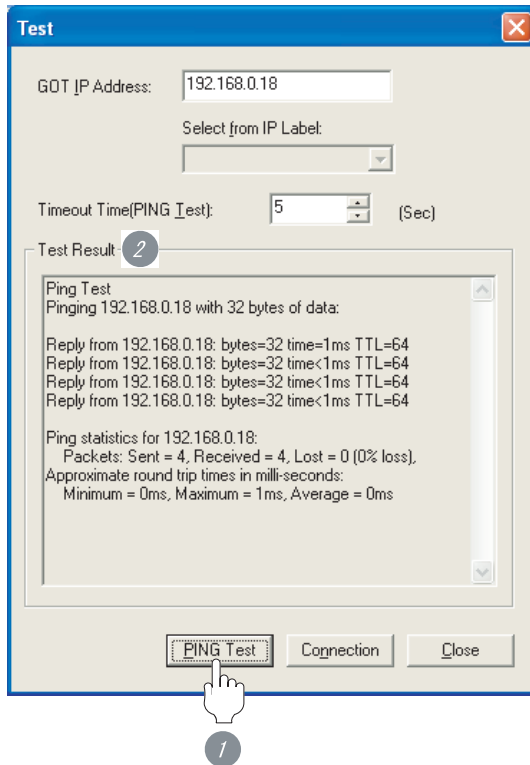 Test
GOT IP Address: 192.168.0.18
Select from IP Label:
Timeout Time(PING Test): 5 (Sec)
Test Result 2
Ping Test
Pinging 192.168.0.18 with 32 bytes of data:
Reply from 192.168.0.18: bytes=32 time=1ms TTL=64
Reply from 192.168.0.18: bytes=32 time<1ms TTL=64
Reply from 192.168.0.18: bytes=32 time<1ms TTL=64
Reply from 192.168.0.18: bytes=32 time<1ms TTL=64
Ping statistics for 192.168.0.18:
Packets: Sent = 4, Received = 4, Lost = 0 (0% loss),
Approximate round trip times in milli-seconds:
Minimum = 0ms, Maximum = 1ms, Average = 0ms
PING Test Connection Close
1